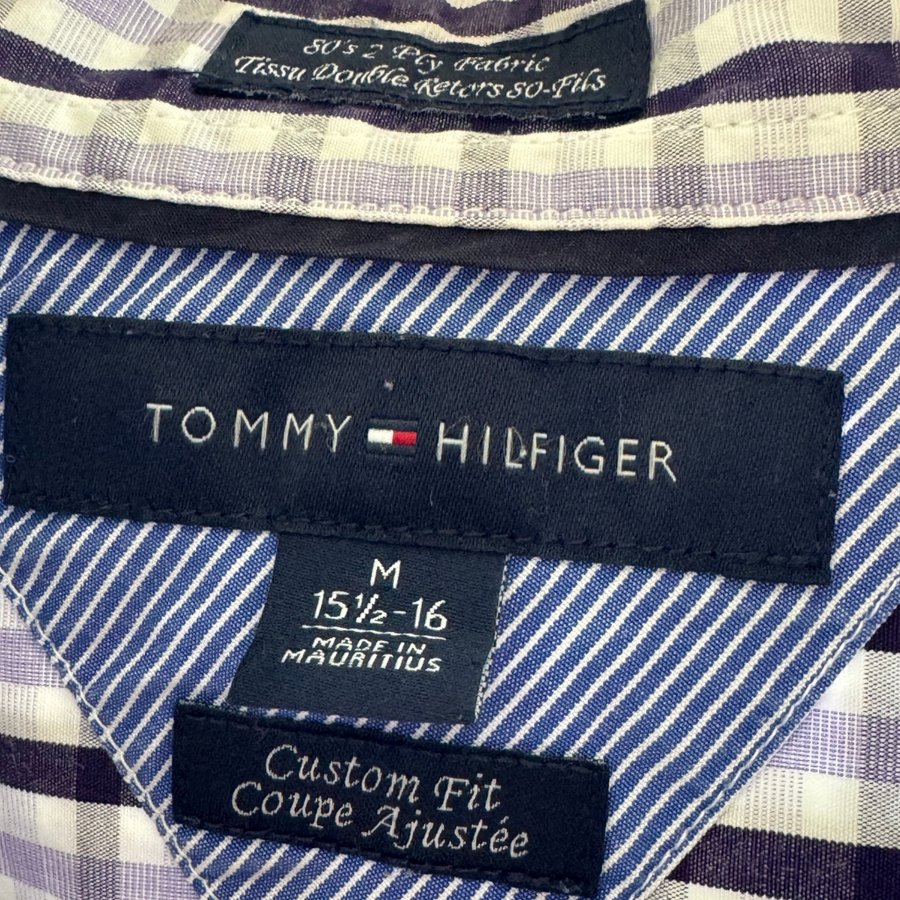 80's 2 Ply Fabric
Tissu Double Retors 80-Fils
TOMMY HILFIGER
M
15½-16
MADE IN
MAURITIUS
Custom Fit
Coupe Ajustée